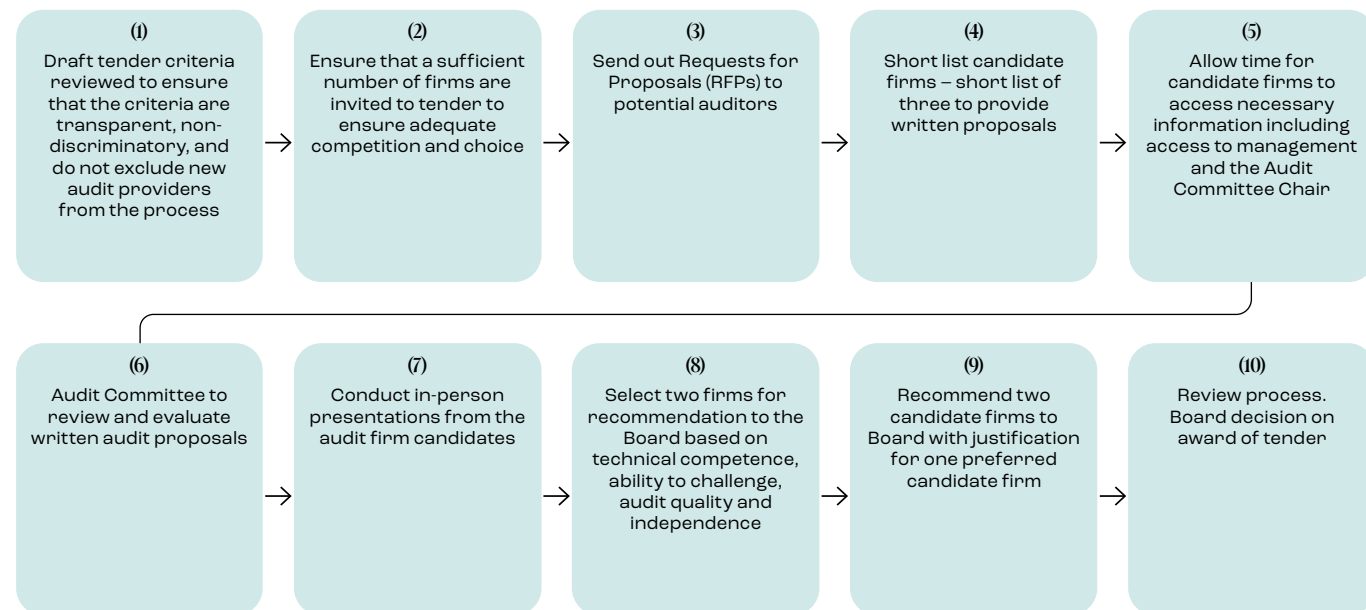 (1)
Draft tender criteria
reviewed to ensure
that the criteria are
transparent, non-
discriminatory, and
do not exclude new
audit providers
from the process
(2)
Ensure that a sufficient
number of firms are
invited to tender to
ensure adequate
competition and choice
(3)
Send out Requests for
Proposals (RFPs) to
potential auditors
(4)
Short list candidate
firms – short list of
three to provide
written proposals
(5)
Allow time for
candidate firms to
access necessary
information including
access to management
and the Audit
Committee Chair
(6)
Audit Committee to
review and evaluate
written audit proposals
(7)
Conduct in-person
presentations from the
audit firm candidates
(8)
Select two firms for
recommendation to the
Board based on
technical competence,
ability to challenge,
audit quality and
independence
(9)
Recommend two
candidate firms to
Board with justification
for one preferred
candidate firm
(10)
Review process.
Board decision on
award of tender